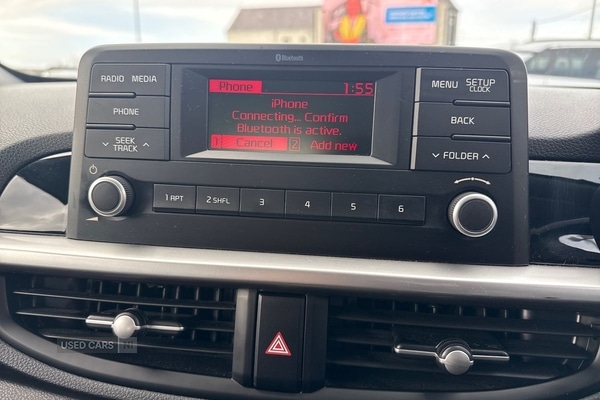 Bluetooth
RADIO MEDIA
PHONE
SEEK
TRACK
Phone 1:55
iPhone
Connecting... Confirm
Bluetooth is active.
1 Cancel 2 Add new
MENU SETUP
CLOCK
BACK
FOLDER
1 RPT 2 SHFL 3 4 5 6
USED CARS NI